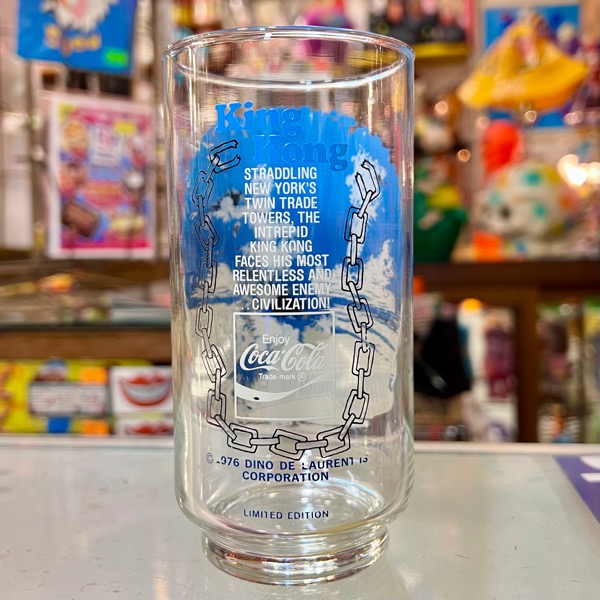 King
Kong
STRADDLING
NEW YORK'S
TWIN TRADE
TOWERS, THE
INTREPID
KING KONG
FACES HIS MOST
RELENTLESS AND
AWESOME ENEMY
...CIVILIZATION!
Enjoy
Coca-Cola
Trade-mark ®
© 1976 DINO DE LAURENTIS
CORPORATION
LIMITED EDITION